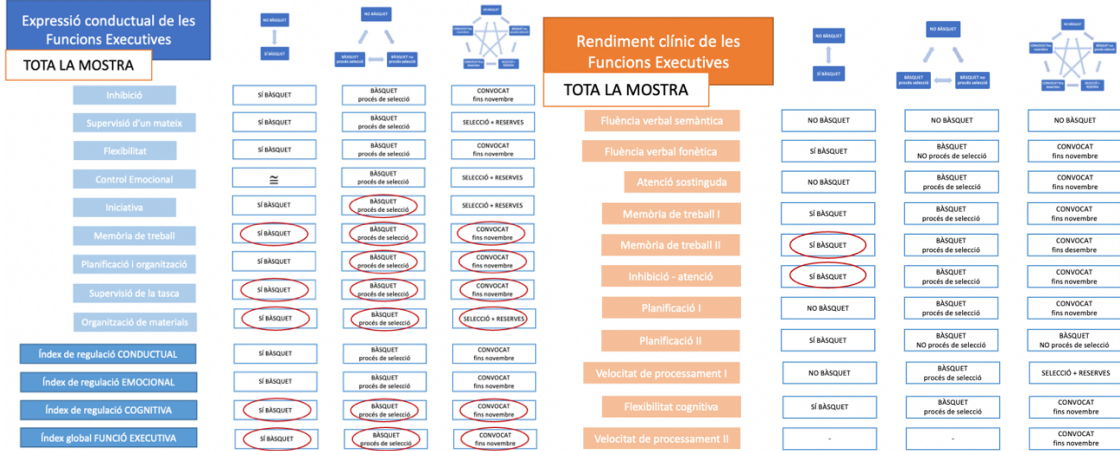 Expressió conductual de les
Funcions Executives
TOTA LA MOSTRA
NO BÀSQUET
SÍ BÀSQUET
NO BÀSQUET
BÀSQUET
procés selecció
BÀSQUET no
procés selecció
NO BÀSQUET
Inhibició
SÍ BÀSQUET
BÀSQUET
procés de selecció
CONVOCAT
fins novembre
Supervisió d'un mateix
SÍ BÀSQUET
BÀSQUET
procés de selecció
SELECCIÓ + RESERVES
Flexibilitat
SÍ BÀSQUET
BÀSQUET
procés de selecció
CONVOCAT
fins novembre
Control Emocional
≅
BÀSQUET
procés de selecció
SELECCIÓ + RESERVES
Iniciativa
SÍ BÀSQUET
BÀSQUET
procés de selecció
SELECCIÓ + RESERVES
Memòria de treball
SÍ BÀSQUET
BÀSQUET
procés de selecció
CONVOCAT
fins novembre
Planificació i organització
SÍ BÀSQUET
BÀSQUET
procés de selecció
CONVOCAT
fins novembre
Supervisió de la tasca
SÍ BÀSQUET
BÀSQUET
procés de selecció
CONVOCAT
fins novembre
Organització de materials
SÍ BÀSQUET
BÀSQUET
procés de selecció
SELECCIÓ + RESERVES
Índex de regulació CONDUCTUAL
SÍ BÀSQUET
BÀSQUET
procés de selecció
CONVOCAT
fins novembre
Índex de regulació EMOCIONAL
SÍ BÀSQUET
BÀSQUET
procés de selecció
CONVOCAT
fins novembre
Índex de regulació COGNITIVA
SÍ BÀSQUET
BÀSQUET
procés de selecció
CONVOCAT
fins novembre
Índex global FUNCIÓ EXECUTIVA
SÍ BÀSQUET
BÀSQUET
procés de selecció
CONVOCAT
fins novembre
Rendiment clínic de les
Funcions Executives
TOTA LA MOSTRA
NO BÀSQUET
SÍ BÀSQUET
NO BÀSQUET
BÀSQUET
procés selecció
BÀSQUET no
procés selecció
NO BÀSQUET
Fluència verbal semàntica
NO BÀSQUET
NO BÀSQUET
NO BÀSQUET
Fluència verbal fonètica
SÍ BÀSQUET
BÀSQUET
NO procés de selecció
CONVOCAT
fins novembre
Atenció sostinguda
NO BÀSQUET
BÀSQUET
procés de selecció
CONVOCAT
fins novembre
Memòria de treball I
SÍ BÀSQUET
BÀSQUET
procés de selecció
CONVOCAT
fins novembre
Memòria de treball II
SÍ BÀSQUET
BÀSQUET
procés de selecció
CONVOCAT
fins desembre
Inhibició - atenció
SÍ BÀSQUET
BÀSQUET
procés de selecció
CONVOCAT
fins novembre
Planificació I
NO BÀSQUET
BÀSQUET
procés de selecció
CONVOCAT
fins novembre
Planificació II
SÍ BÀSQUET
BÀSQUET
NO procés de selecció
BÀSQUET
NO procés de selecció
Velocitat de processament I
NO BÀSQUET
BÀSQUET
procés de selecció
SELECCIÓ + RESERVES
Flexibilitat cognitiva
SÍ BÀSQUET
BÀSQUET
procés de selecció
CONVOCAT
fins novembre
Velocitat de processament II
-
-
CONVOCAT
fins novembre